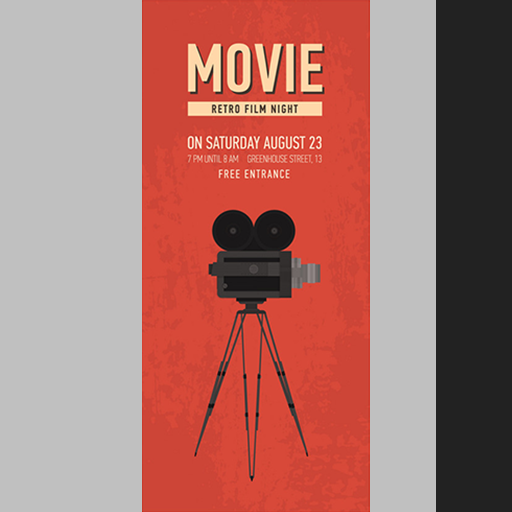 MOVIE
RETRO FILM NIGHT
ON SATURDAY AUGUST 23
7 PM UNTIL 8 AM GREENHOUSE STREET, 13
FREE ENTRANCE